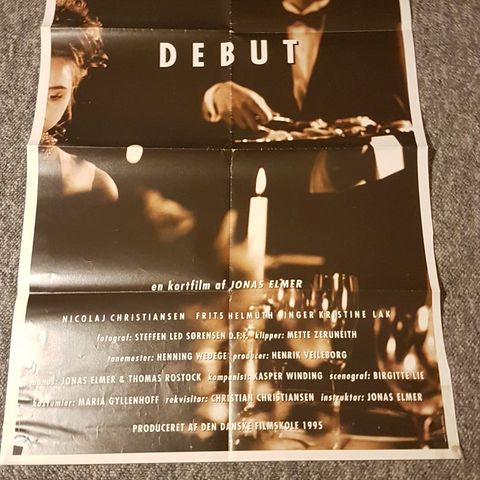 DEBUT
en kortfilm af JONAS ELMER
NICOLAJ CHRISTIANSEN FRITS HELMUTH INGER KRISTINE LAK
fotograf: STEFFEN LED SØRENSEN D.F.F. klipper: METTE ZERUNEITH
tonemester: HENNING WEDEGE producer: HENRIK VEILEBORG
manus: JONAS ELMER & THOMAS ROSTOCK komponist: KASPER WINDING scenograf: BIRGITTE LIE
kostumier: MARIA GYLLENHOFF rekvisitør: CHRISTIAN CHRISTIANSEN instruktør: JONAS ELMER
PRODUCERET AF DEN DANSKE FILMSKOLE 1995